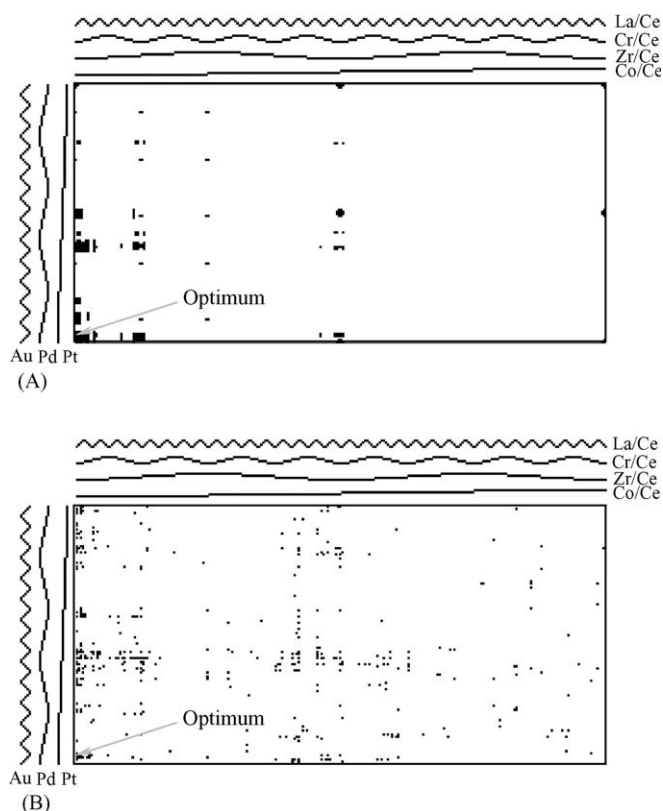 La/Ce
Cr/Ce
Zr/Ce
Co/Ce
Optimum
Au Pd Pt
(A)
La/Ce
Cr/Ce
Zr/Ce
Co/Ce
Optimum
Au Pd Pt
(B)